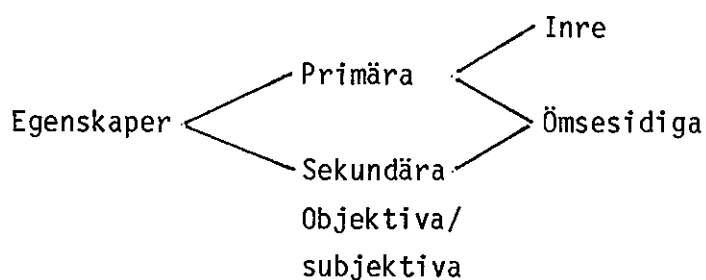 Inre
Primära
Egenskaper
Ömsesidiga
Sekundära
Objektiva/
subjektiva